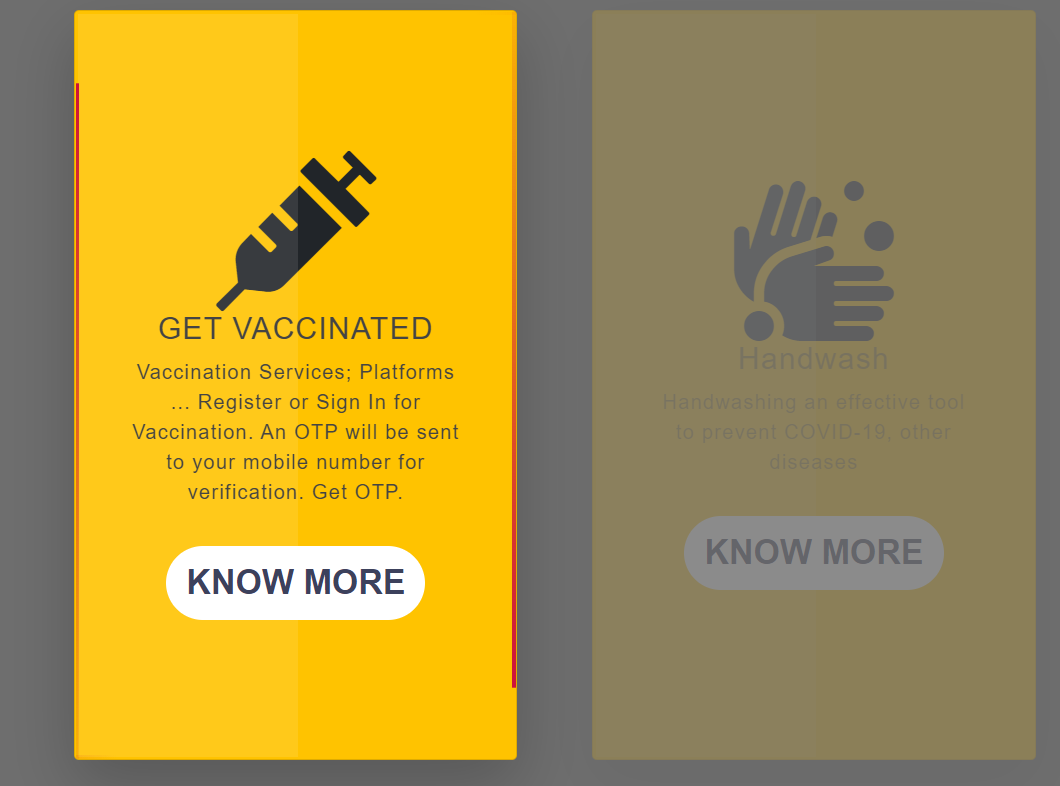 GET VACCINATED
Vaccination Services; Platforms
... Register or Sign In for
Vaccination. An OTP will be sent
to your mobile number for
verification. Get OTP.
KNOW MORE
Handwash
Handwashing an effective tool
to prevent COVID-19, other
diseases
KNOW MORE